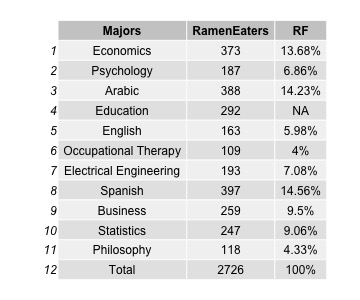 Majors RamenEaters RF
1 Economics 373 13.68%
2 Psychology 187 6.86%
3 Arabic 388 14.23%
4 Education 292 NA
5 English 163 5.98%
6 Occupational Therapy 109 4%
7 Electrical Engineering 193 7.08%
8 Spanish 397 14.56%
9 Business 259 9.5%
10 Statistics 247 9.06%
11 Philosophy 118 4.33%
12 Total 2726 100%